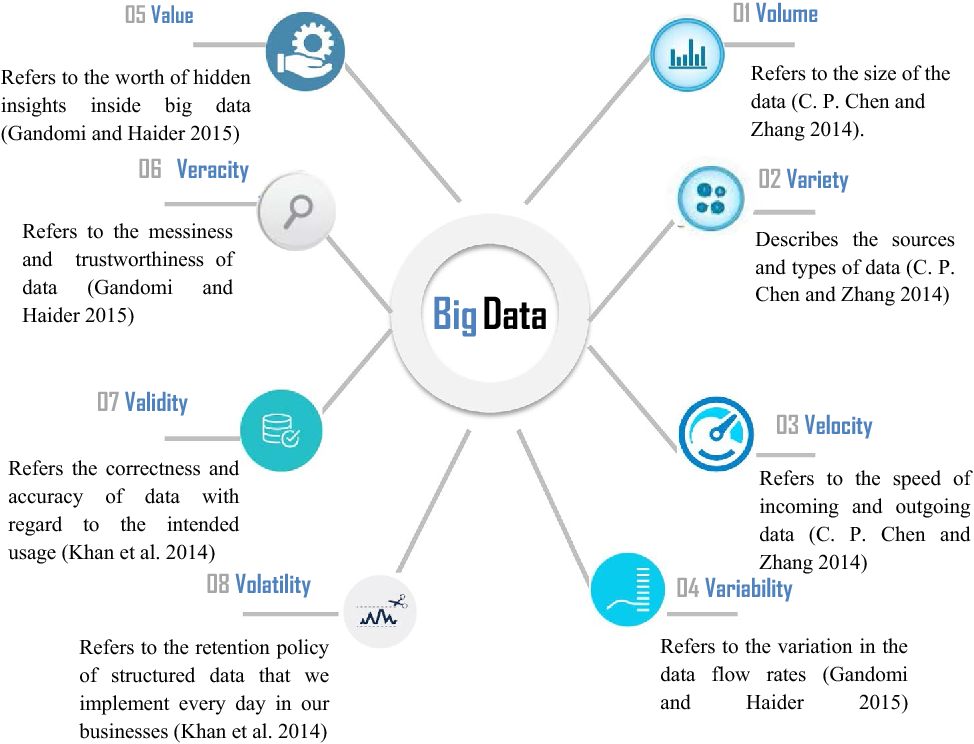 Big Data
01 Volume
Refers to the size of the
data (C. P. Chen and
Zhang 2014).
02 Variety
Describes the sources
and types of data (C. P.
Chen and Zhang 2014)
03 Velocity
Refers to the speed of
incoming and outgoing
data (C. P. Chen and
Zhang 2014)
04 Variability
Refers to the variation in the
data flow rates (Gandomi
and Haider 2015)
05 Value
Refers to the worth of hidden
insights inside big data
(Gandomi and Haider 2015)
06 Veracity
Refers to the messiness
and trustworthiness of
data (Gandomi and
Haider 2015)
07 Validity
Refers the correctness and
accuracy of data with
regard to the intended
usage (Khan et al. 2014)
08 Volatility
Refers to the retention policy
of structured data that we
implement every day in our
businesses (Khan et al. 2014)